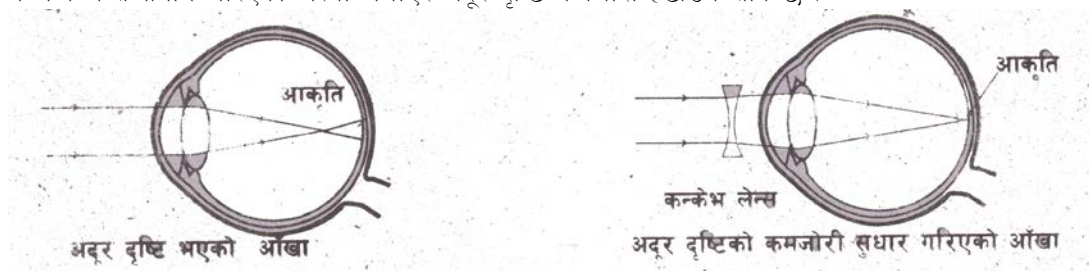 आकृति
अदूर दृष्टि भएको आँखा
आकृति
कन्केभ लेन्स
अदूर दृष्टिको कमजोरी सुधार गरिएको आँखा